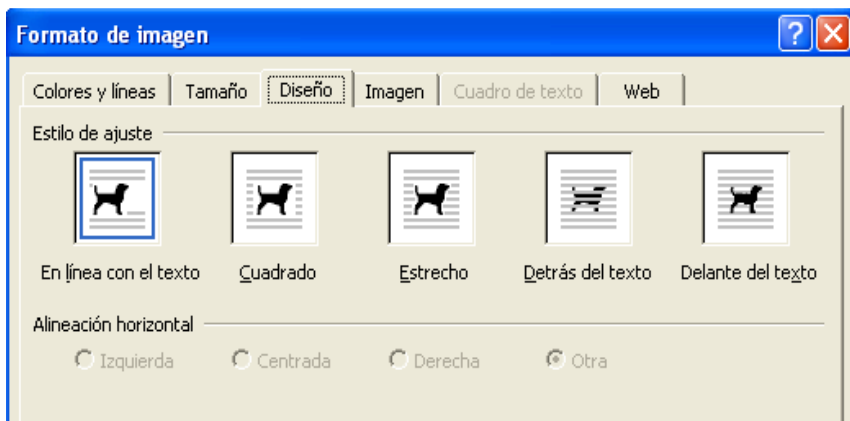 Formato de imagen
Colores y líneas Tamaño Diseño Imagen Cuadro de texto Web
Estilo de ajuste
En línea con el texto Cuadrado Estrecho Detrás del texto Delante del texto
Alineación horizontal
Izquierda Centrada Derecha Otra